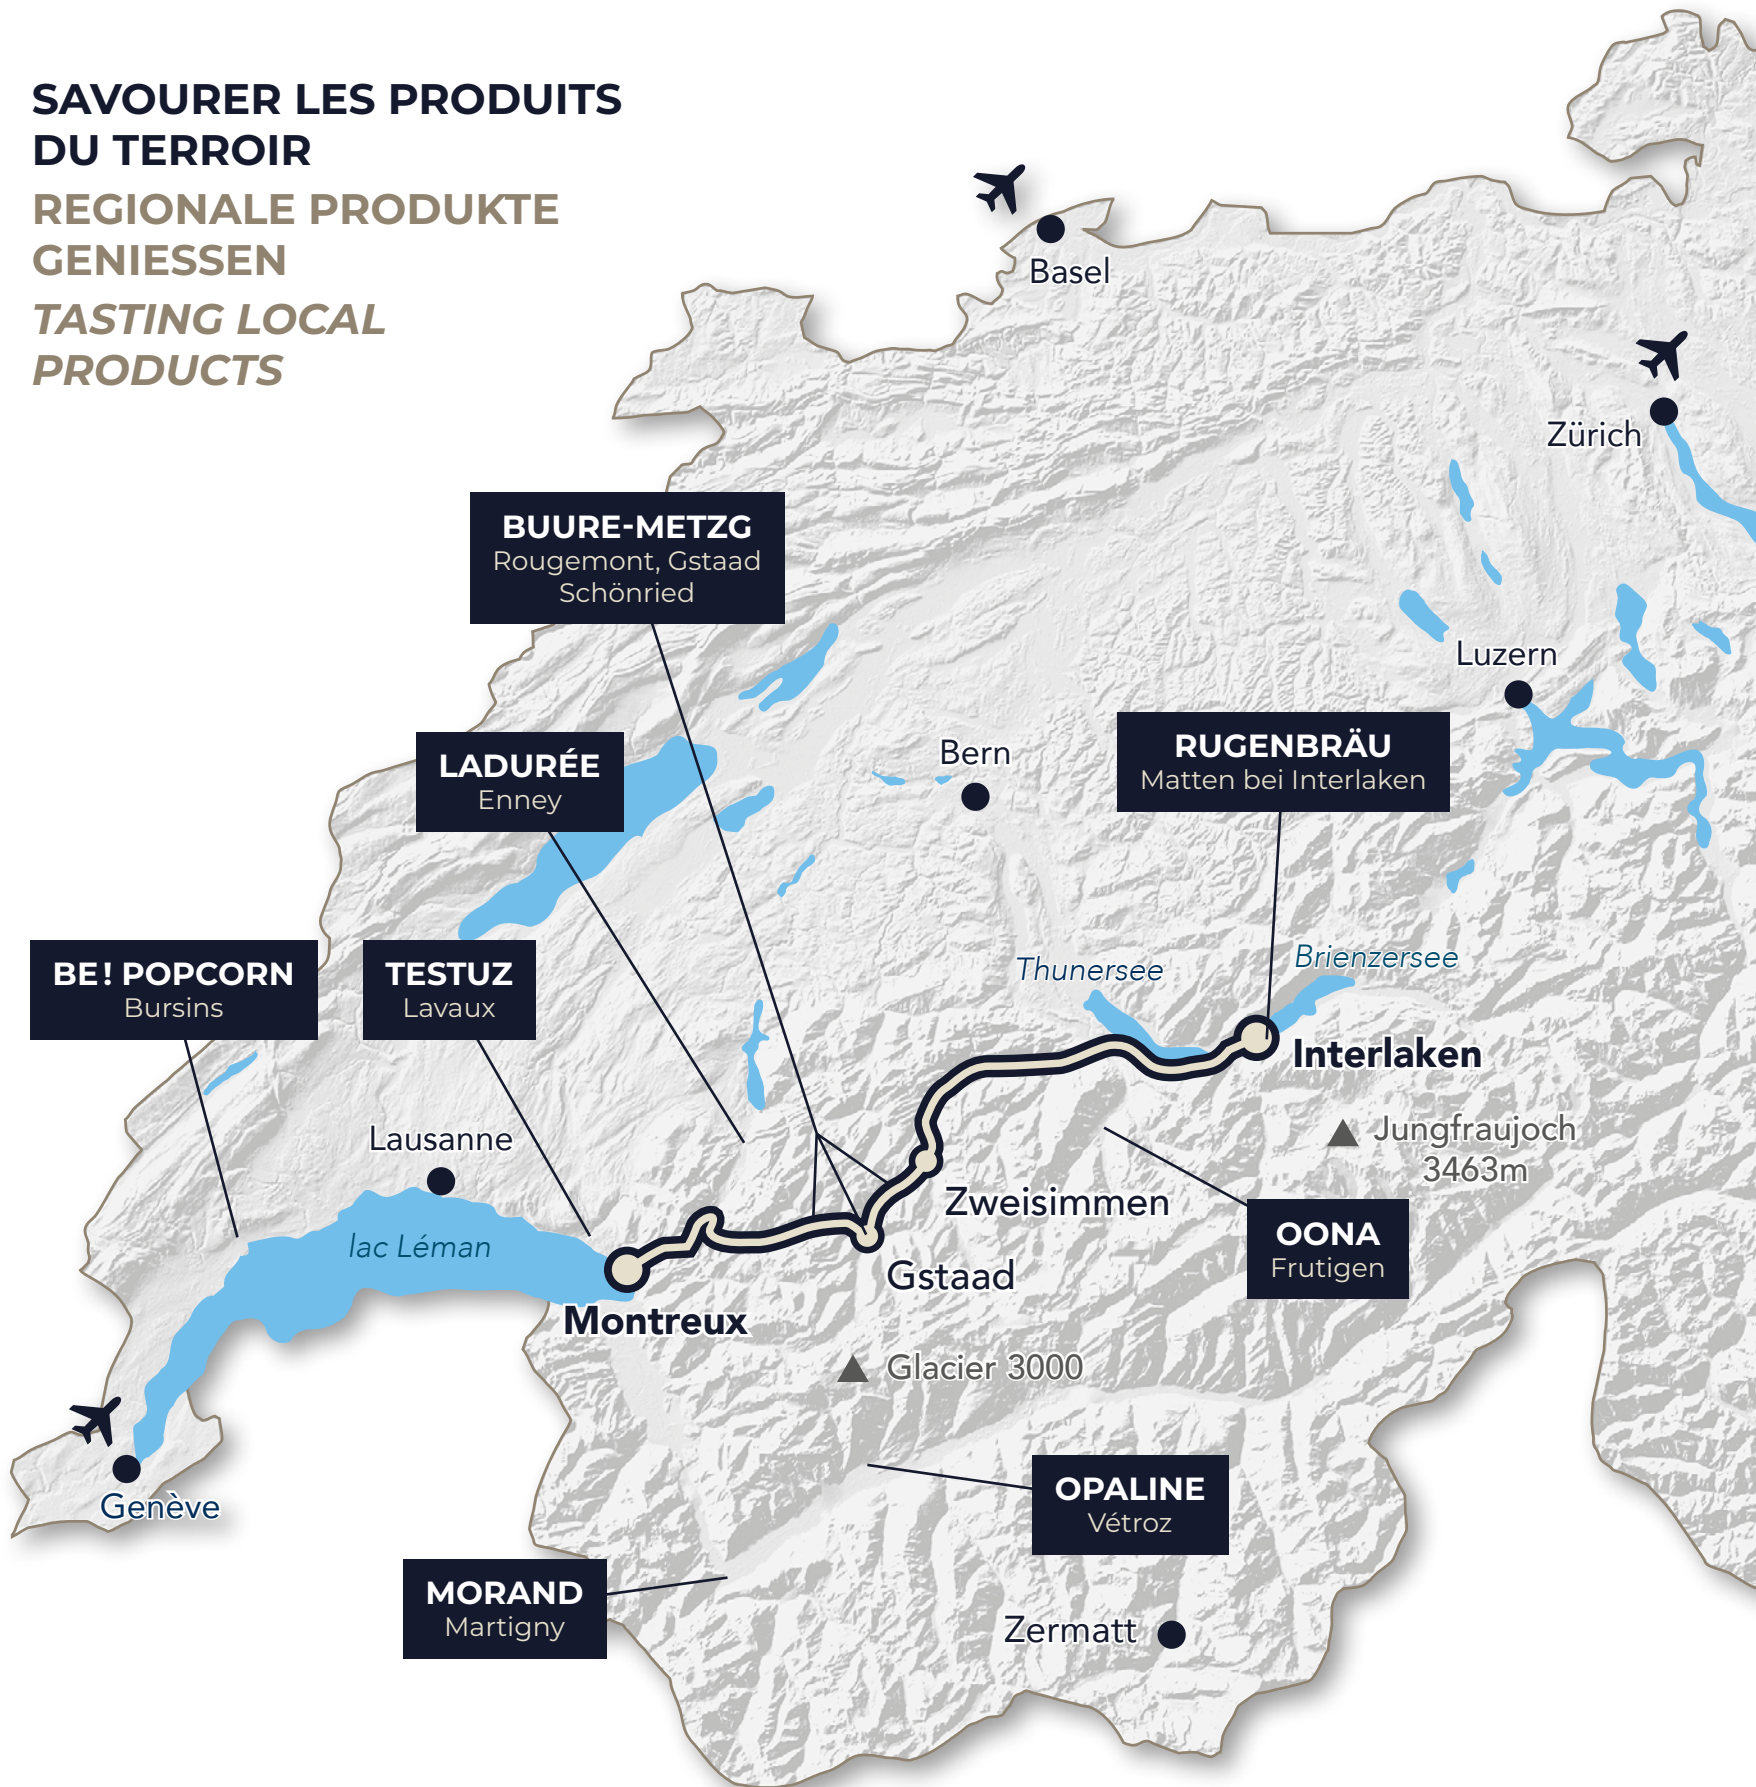 SAVOURER LES PRODUITS
DU TERROIR
REGIONALE PRODUKTE
GENIESSEN
TASTING LOCAL
PRODUCTS
Basel
Zürich
BUURE-METZG
Rougemont, Gstaad
Schönried
Luzern
LADURÉE
Enney
Bern
RUGENBRÄU
Matten bei Interlaken
BE! POPCORN
Bursins
TESTUZ
Lavaux
Thunersee
Brienzersee
Interlaken
Jungfraujoch
3463m
Lausanne
Zweisimmen
lac Léman
Gstaad
OONA
Frutigen
Montreux
Glacier 3000
Genève
OPALINE
Vétroz
MORAND
Martigny
Zermatt